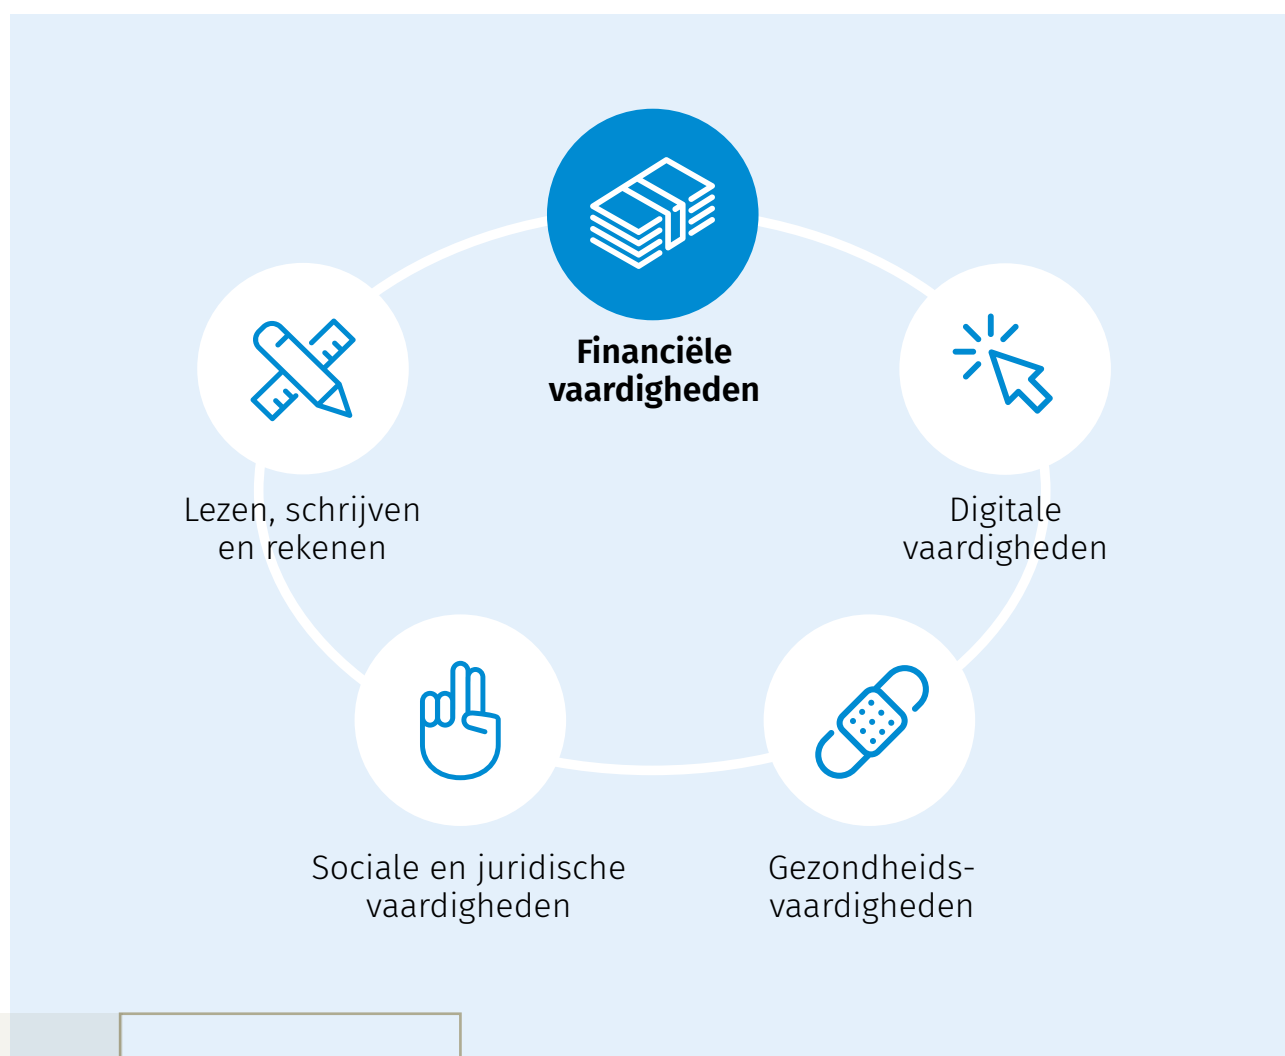 Financiële
vaardigheden
Lezen, schrijven
en rekenen
Digitale
vaardigheden
Sociale en juridische
vaardigheden
Gezondheids-
vaardigheden